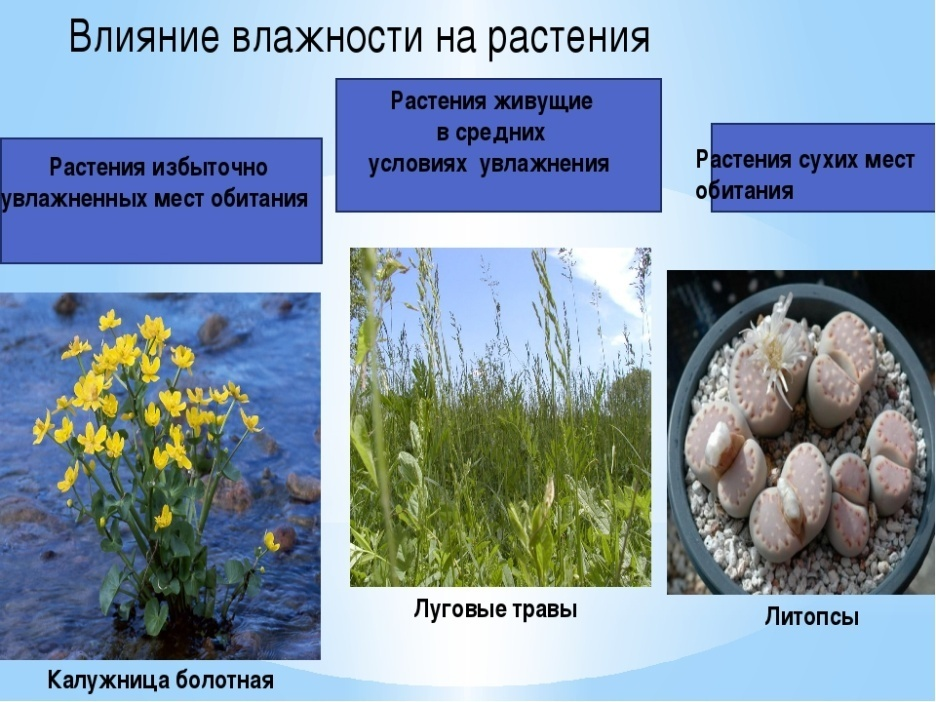 Влияние влажности на растения
Растения живущие
в средних
условиях увлажнения
Растения избыточно
увлажненных мест обитания
Растения сухих мест
обитания
Луговые травы
Литопсы
Калужница болотная